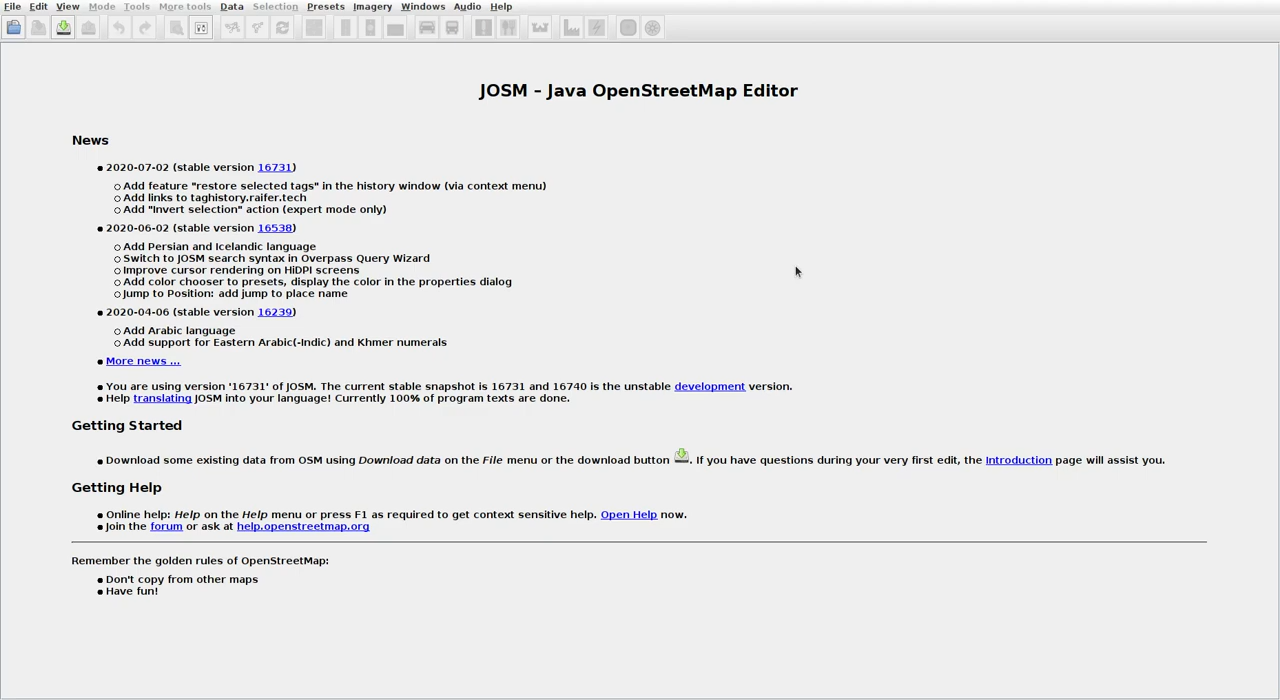 File Edit View Mode Tools More tools Data Selection Presets Imagery Windows Audio Help
JOSM – Java OpenStreetMap Editor
News
2020-07-02 (stable version 16731)
Add feature "restore selected tags" in the history window (via context menu)
Add links to taghistory.raifer.tech
Add "Invert selection" action (expert mode only)
2020-06-02 (stable version 16538)
Add Persian and Icelandic language
Switch to JOSM search syntax in Overpass Query Wizard
Improve cursor rendering on HiDPI screens
Add color chooser to presets, display the color in the properties dialog
Jump to Position: add jump to place name
2020-04-06 (stable version 16239)
Add Arabic language
Add support for Eastern Arabic(-Indic) and Khmer numerals
More news ...
You are using version '16731' of JOSM. The current stable snapshot is 16731 and 16740 is the unstable development version.
Help translating JOSM into your language! Currently 100% of program texts are done.
Getting Started
Download some existing data from OSM using Download data on the File menu or the download button . If you have questions during your very first edit, the Introduction page will assist you.
Getting Help
Online help: Help on the Help menu or press F1 as required to get context sensitive help. Open Help now.
Join the forum or ask at help.openstreetmap.org
Remember the golden rules of OpenStreetMap:
Don't copy from other maps
Have fun!